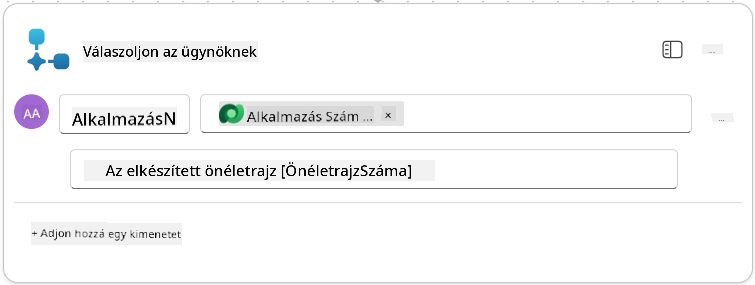 Válaszoljon az ügynöknek
...
AA
AlkalmazásN
Alkalmazás Szám ... ×
...
Az elkészített önéletrajz [ÖnéletrajzSzáma]
+ Adjon hozzá egy kimenetet